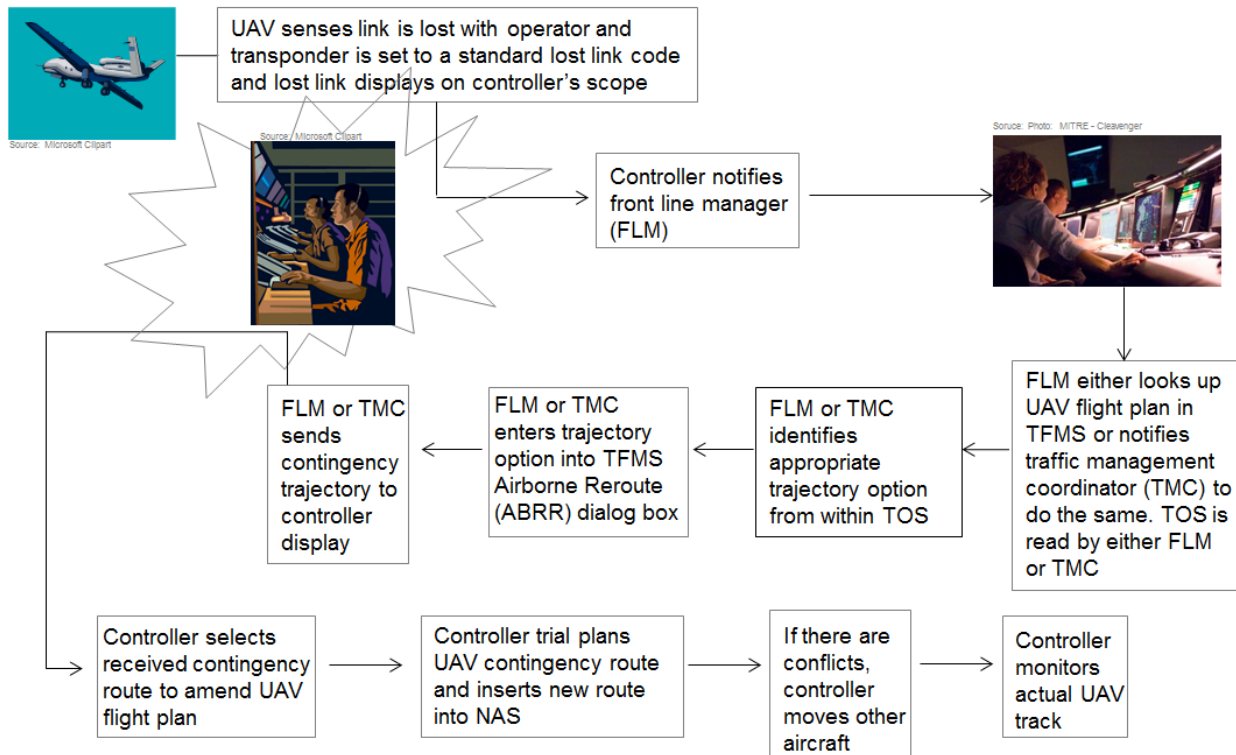 UAV senses link is lost with operator and
transponder is set to a standard lost link code
and lost link displays on controller’s scope
Source: Microsoft Clipart
Source: Microsoft Clipart
Controller notifies
front line manager
(FLM)
Soruce: Photo: MITRE - Cleavenger
FLM either looks up
UAV flight plan in
TFMS or notifies
traffic management
coordinator (TMC) to
do the same. TOS is
read by either FLM
or TMC
FLM or TMC
identifies
appropriate
trajectory option
from within TOS
FLM or TMC
enters trajectory
option into TFMS
Airborne Reroute
(ABRR) dialog box
FLM or TMC
sends
contingency
trajectory to
controller
display
Controller selects
received contingency
route to amend UAV
flight plan
Controller trial plans
UAV contingency route
and inserts new route
into NAS
If there are
conflicts,
controller
moves other
aircraft
Controller
monitors
actual UAV
track